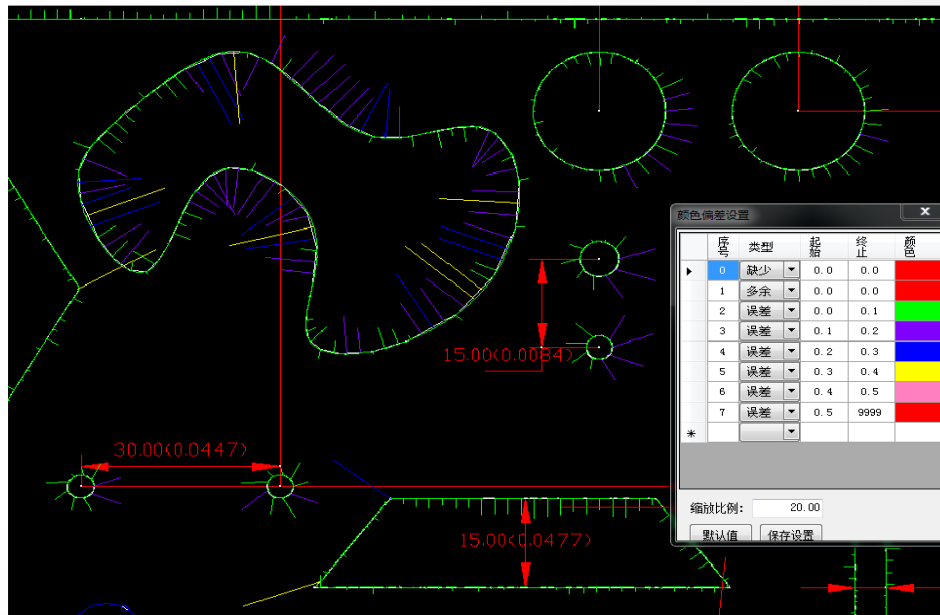 颜色偏差设置
序号 类型 起始 终止 颜色
0 缺少 0.0 0.0
1 多余 0.0 0.0
2 误差 0.0 0.1
3 误差 0.1 0.2
4 误差 0.2 0.3
5 误差 0.3 0.4
6 误差 0.4 0.5
7 误差 0.5 9999
*
缩放比例: 20.00
默认值 保存设置
15.00(0.0084)
30.00(0.0447)
15.00(0.0477)